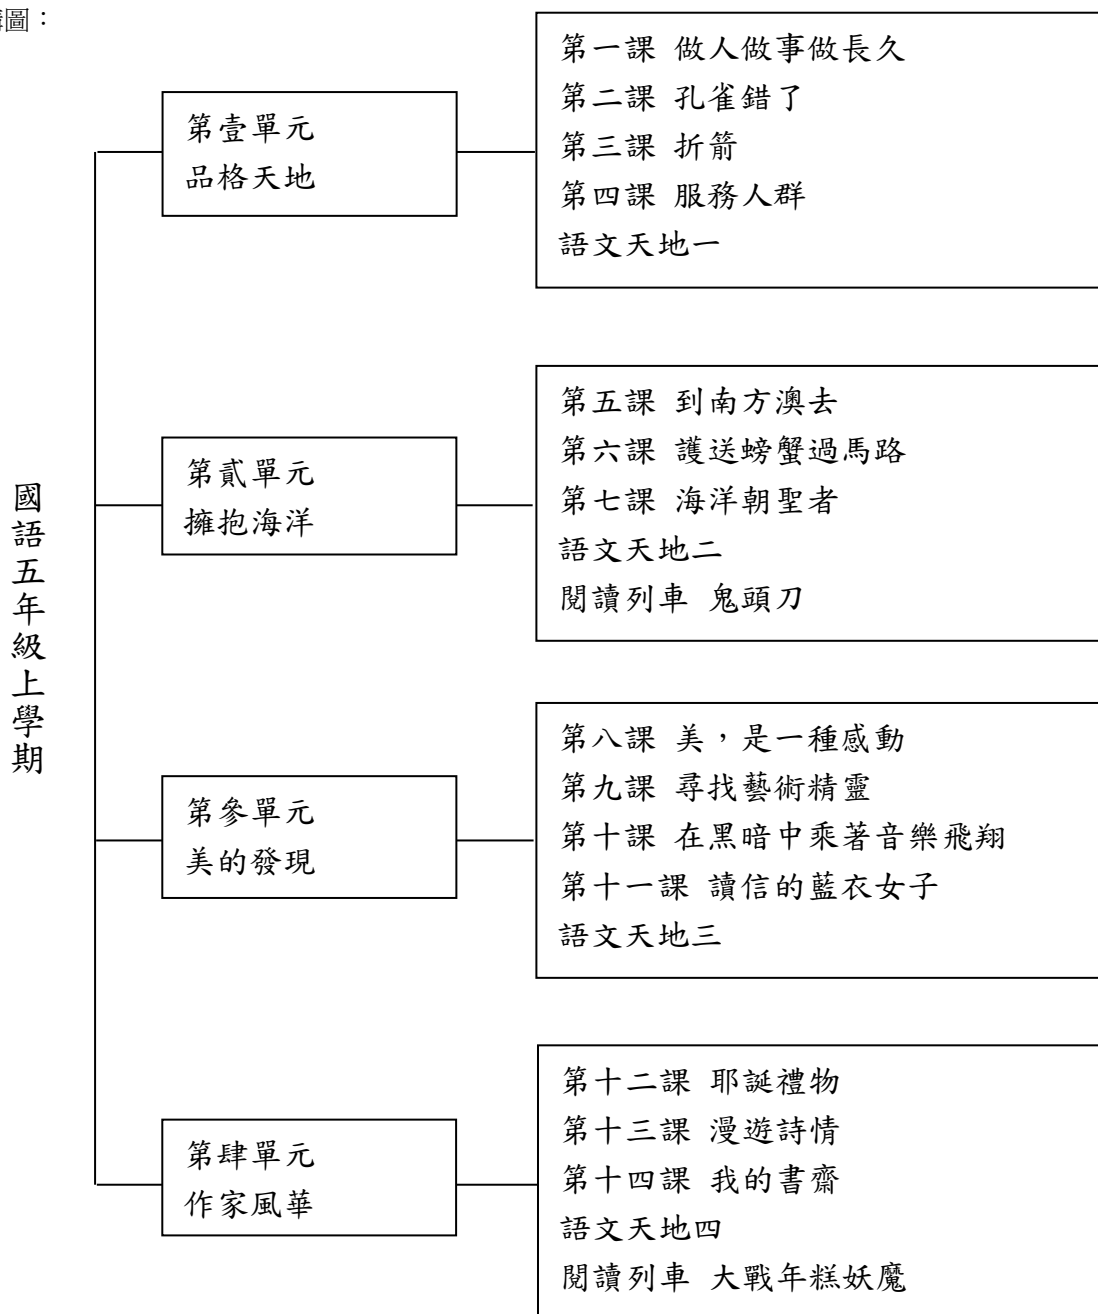 構圖：
國語五年級上學期
第壹單元
品格天地
第一課 做人做事做長久
第二課 孔雀錯了
第三課 折箭
第四課 服務人群
語文天地一
第貳單元
擁抱海洋
第五課 到南方澳去
第六課 護送螃蟹過馬路
第七課 海洋朝聖者
語文天地二
閱讀列車 鬼頭刀
第參單元
美的發現
第八課 美，是一種感動
第九課 尋找藝術精靈
第十課 在黑暗中乘著音樂飛翔
第十一課 讀信的藍衣女子
語文天地三
第肆單元
作家風華
第十二課 耶誕禮物
第十三課 漫遊詩情
第十四課 我的書齋
語文天地四
閱讀列車 大戰年糕妖魔